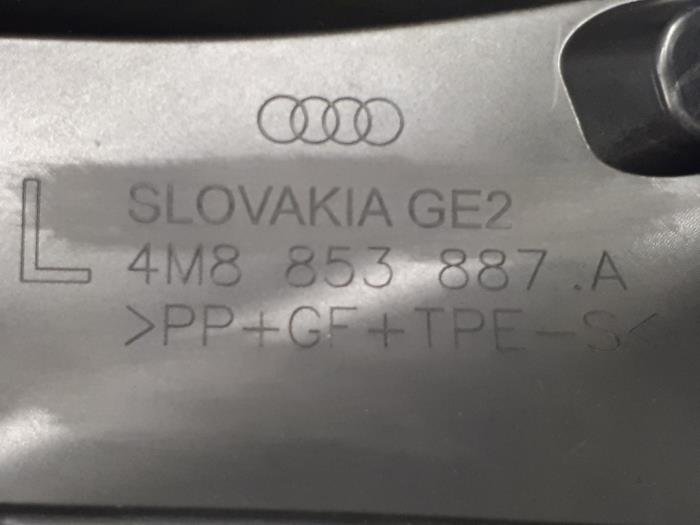 SLOVAKIA GE2
L
4M8 853 887 .A
>PP+GF+TPE-S<